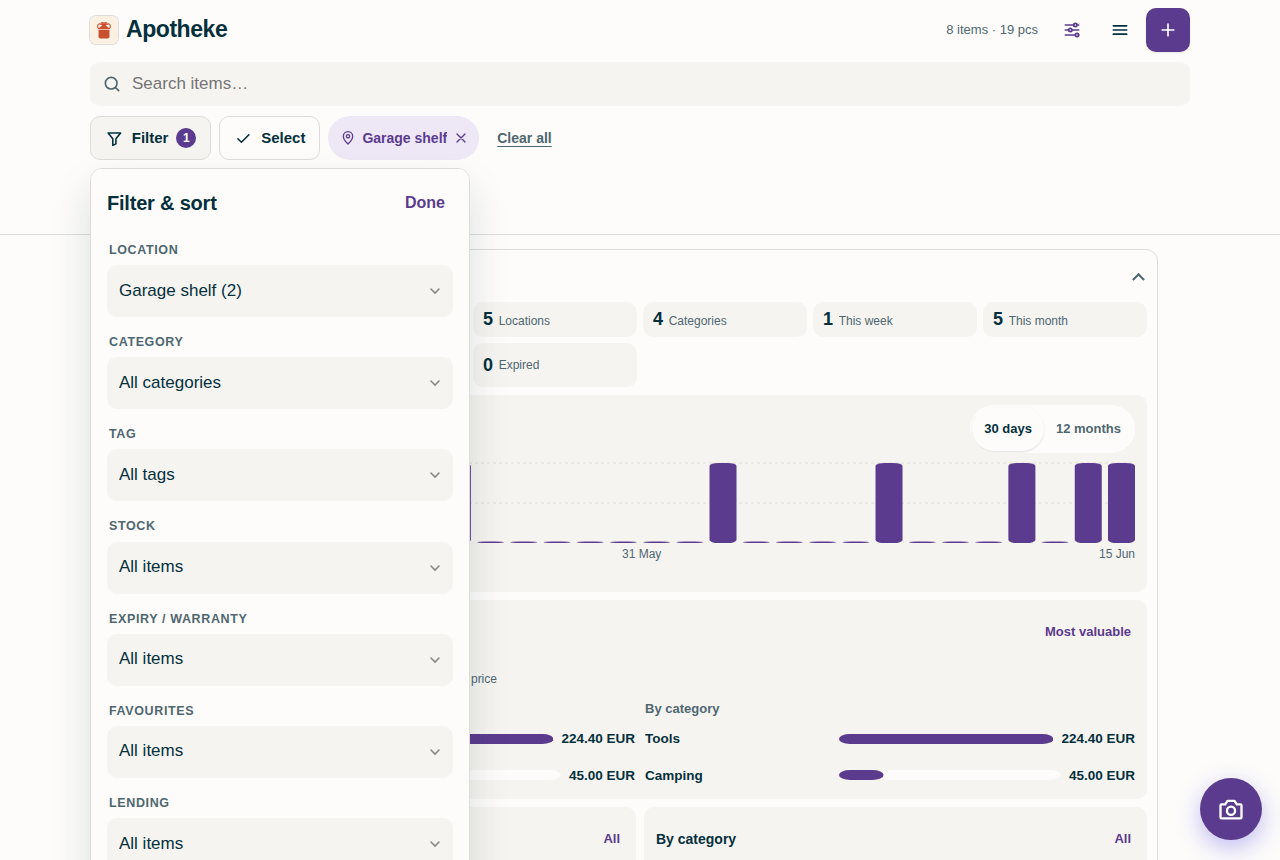 Apotheke
8 items · 19 pcs
Search items…
Filter 1
Select
Garage shelf
Clear all
Filter & sort
Done
LOCATION
Garage shelf (2)
CATEGORY
All categories
TAG
All tags
STOCK
All items
EXPIRY / WARRANTY
All items
FAVOURITES
All items
LENDING
All items
5 Locations
4 Categories
1 This week
5 This month
0 Expired
30 days
12 months
31 May
15 Jun
Most valuable
price
By category
224.40 EUR
Tools
224.40 EUR
45.00 EUR
Camping
45.00 EUR
All
By category
All